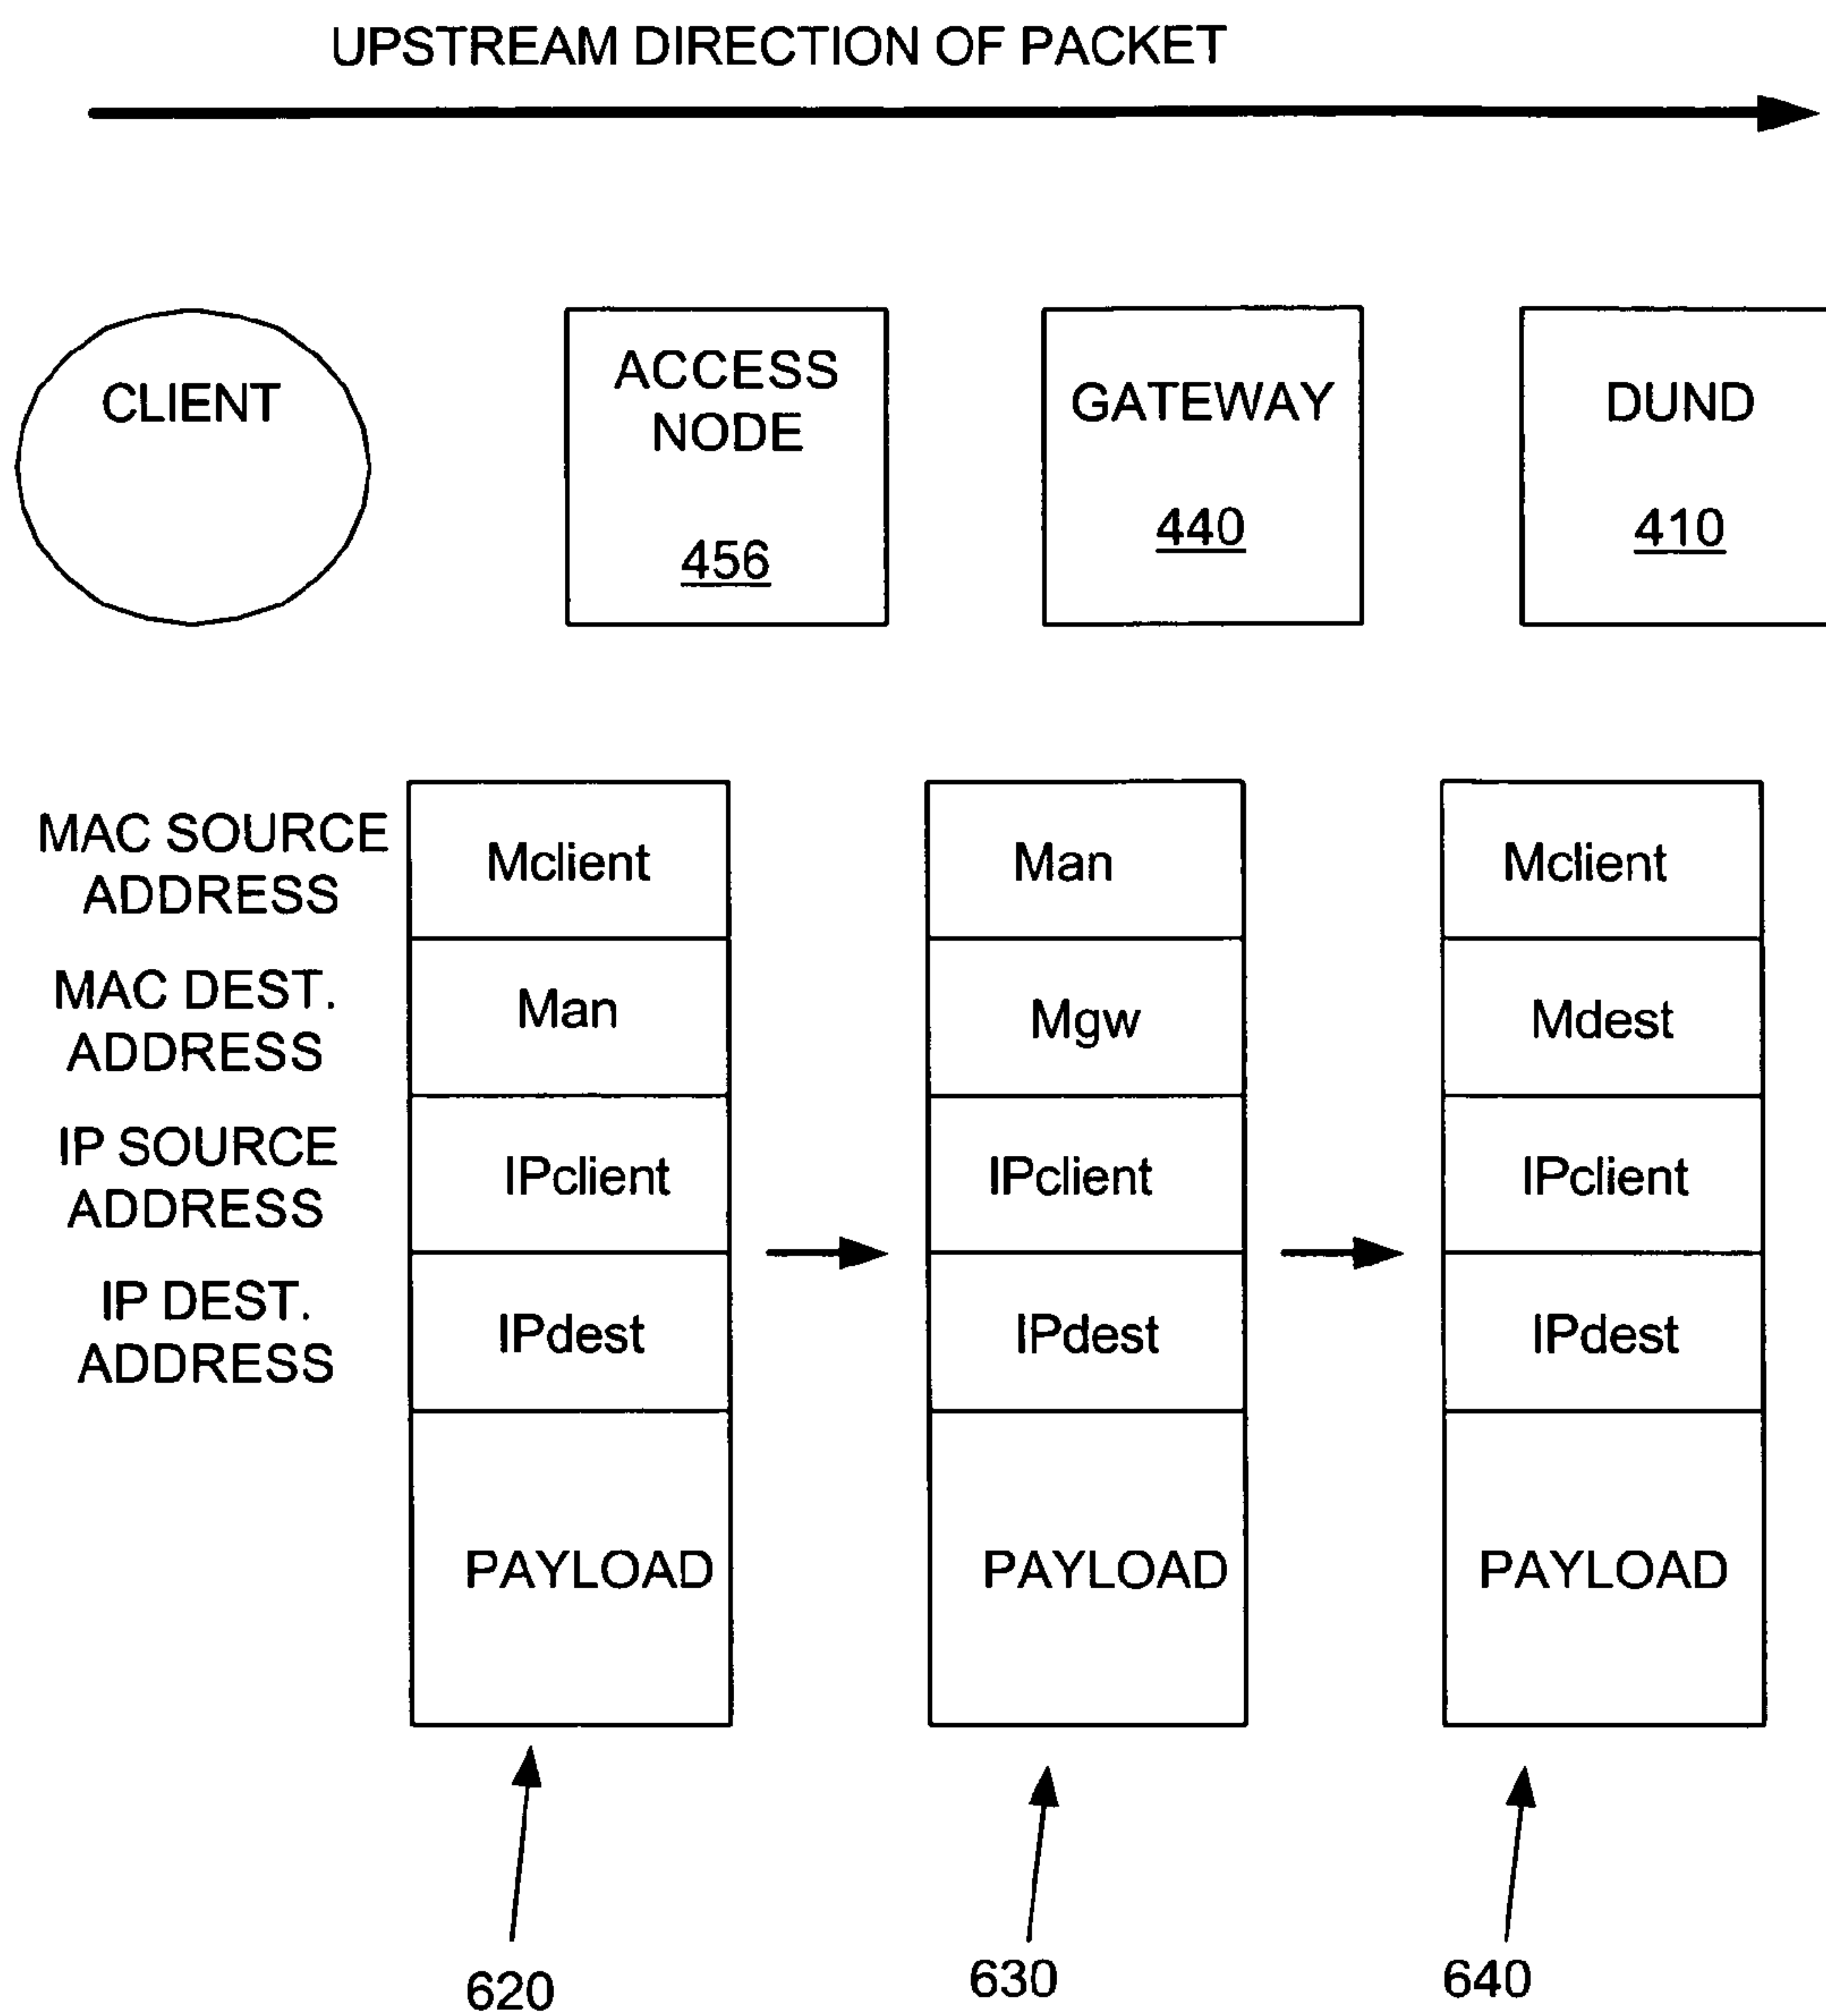 UPSTREAM DIRECTION OF PACKET
CLIENT
ACCESS
NODE
456
GATEWAY
440
DUND
410
MAC SOURCE
ADDRESS
Mclient
Man
Mclient
MAC DEST.
ADDRESS
Man
Mgw
Mdest
IP SOURCE
ADDRESS
IPclient
IPclient
IPclient
IP DEST.
ADDRESS
IPdest
IPdest
IPdest
PAYLOAD
PAYLOAD
PAYLOAD
620
630
640